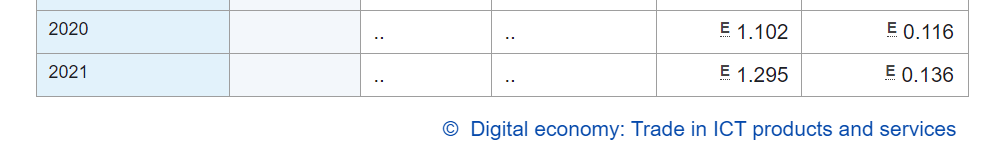 2020 .. .. E 1.102 E 0.116
2021 .. .. E 1.295 E 0.136
© Digital economy: Trade in ICT products and services